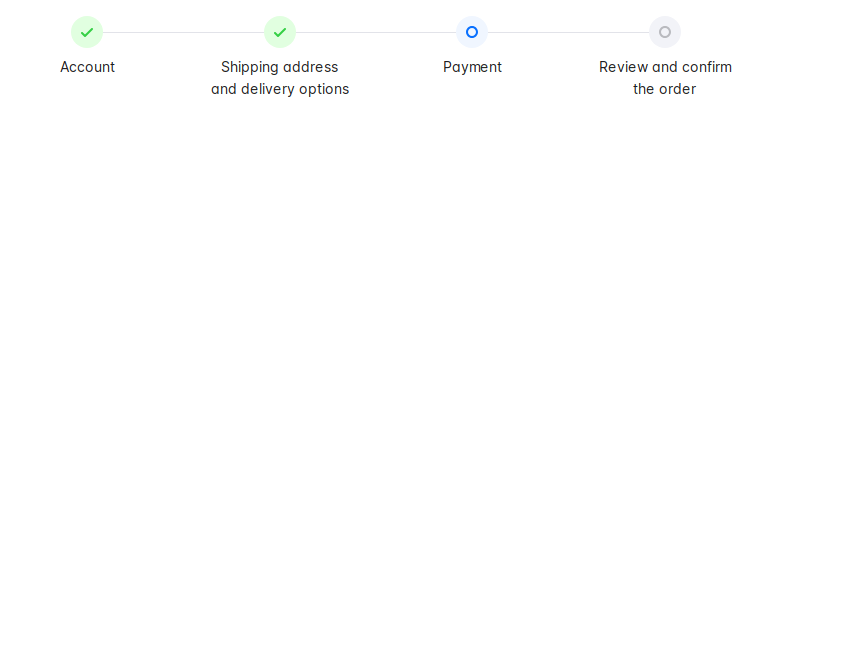 Account
Shipping address
and delivery options
Payment
Review and confirm
the order